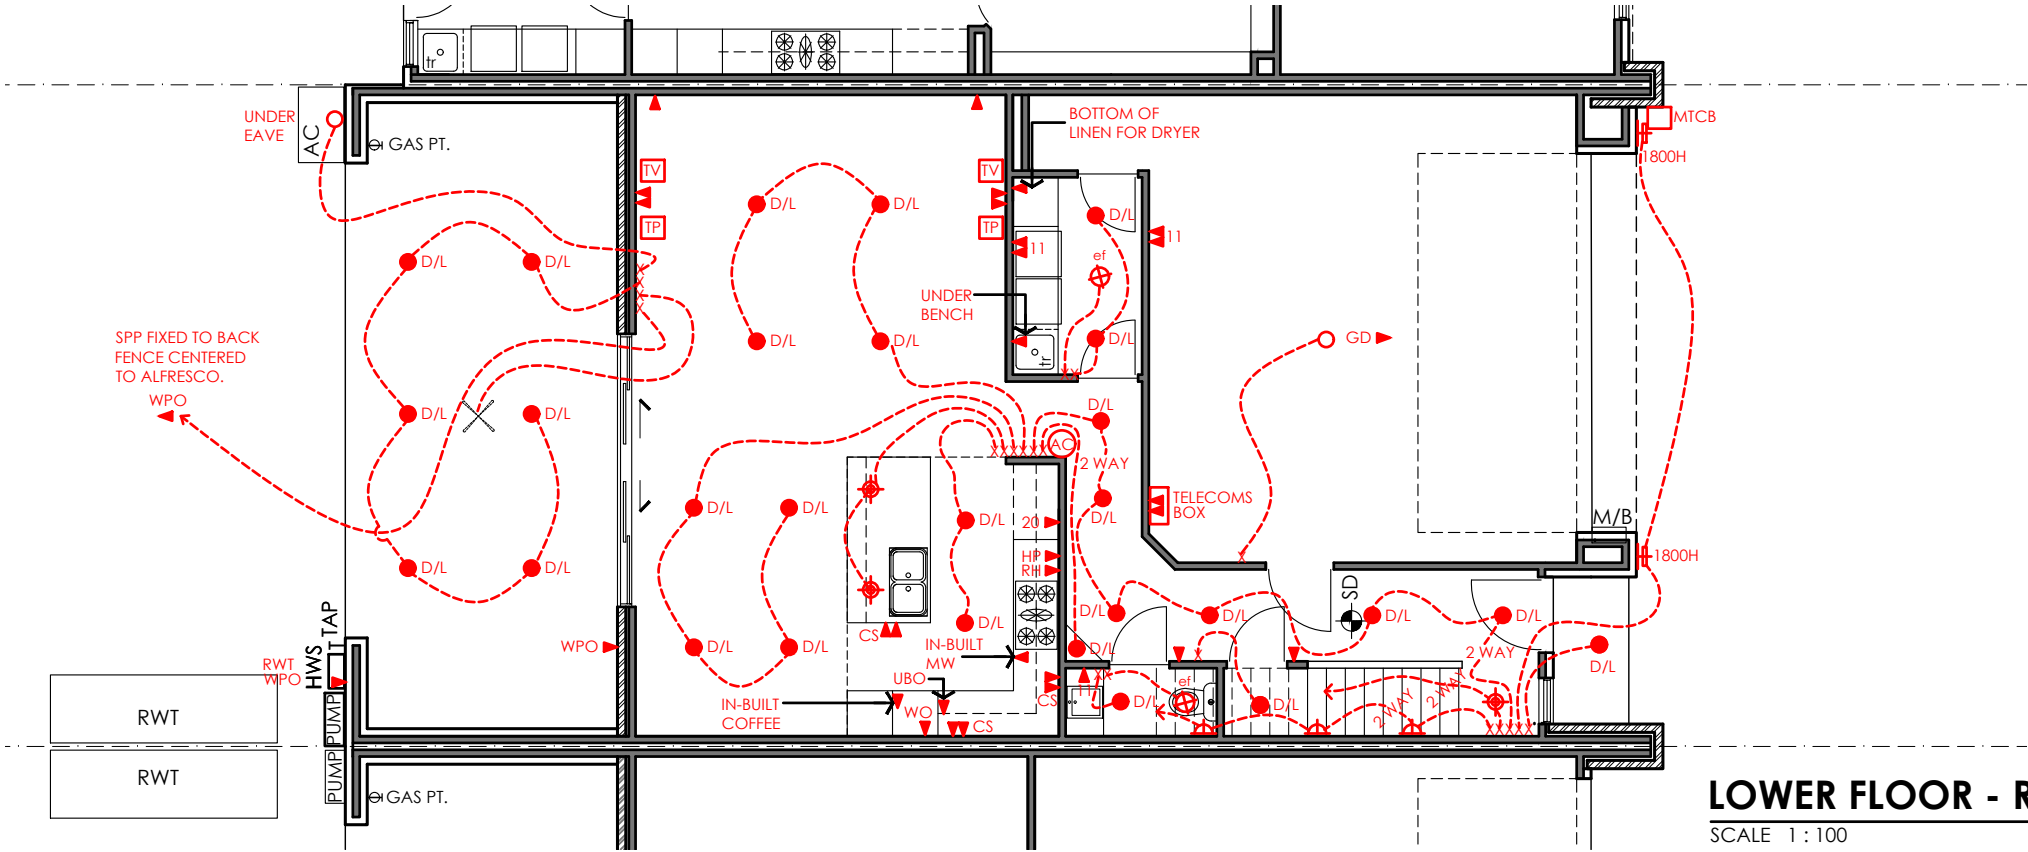 tr
UNDER
EAVE
AC
GAS PT.
BOTTOM OF
LINEN FOR DRYER
MTCB
1800H
TV
TV
TP
TP
D/L
D/L
D/L
11
11
ef
D/L
D/L
UNDER
BENCH
SPP FIXED TO BACK
FENCE CENTERED
TO ALFRESCO.
WPO
D/L
D/L
D/L
tr
GD
D/L
D/L
D/L
AC
2 WAY
D/L
D/L
D/L
D/L
20
TELECOMS
BOX
M/B
HP
RH
1800H
D/L
D/L
SD
D/L
D/L
D/L
D/L
D/L
CS
D/L
WPO
D/L
D/L
IN-BUILT
MW
D/L
2 WAY
D/L
HWS
TAP
RWT
WPO
UBO
IN-BUILT
COFFEE
WO
CS
CS
11
D/L
ef
D/L
2 WAY
2 WAY
RWT
PUMP
RWT
PUMP
GAS PT.
LOWER FLOOR - R
SCALE 1 : 100